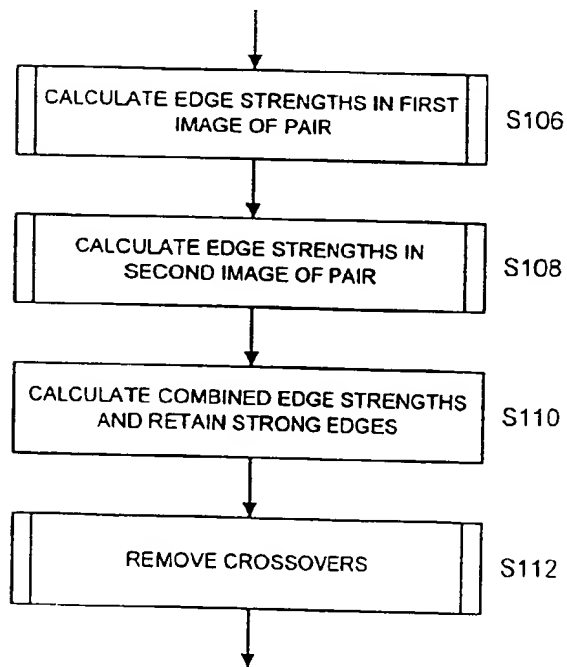 CALCULATE EDGE STRENGTHS IN FIRST
IMAGE OF PAIR
S106
CALCULATE EDGE STRENGTHS IN
SECOND IMAGE OF PAIR
S108
CALCULATE COMBINED EDGE STRENGTHS
AND RETAIN STRONG EDGES
S110
REMOVE CROSSOVERS
S112